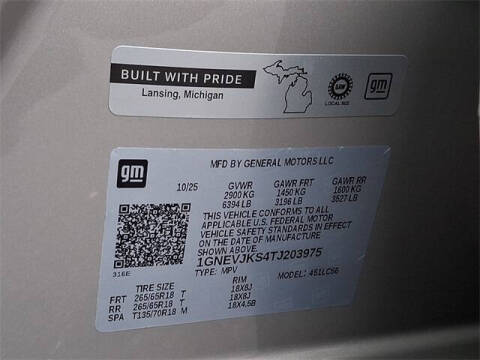 BUILT WITH PRIDE
Lansing, Michigan
UAW
LOCAL 602
gm
gm
MFD BY GENERAL MOTORS LLC
10/25 GVWR GAWR FRT GAWR RR
2900 KG 1450 KG 1600 KG
6394 LB 3196 LB 3527 LB
THIS VEHICLE CONFORMS TO ALL
APPLICABLE U.S. FEDERAL MOTOR
VEHICLE SAFETY STANDARDS IN EFFECT
ON THE DATE OF MANUFACTURE
SHOWN ABOVE.
1GNEVJKS4TJ203975
316E TYPE: MPV MODEL: 451LC56
TIRE SIZE RIM
FRT 265/65R18 T 18X8J
RR 265/65R18 T 18X8J
SPA T135/70R18 M 18X4.5B